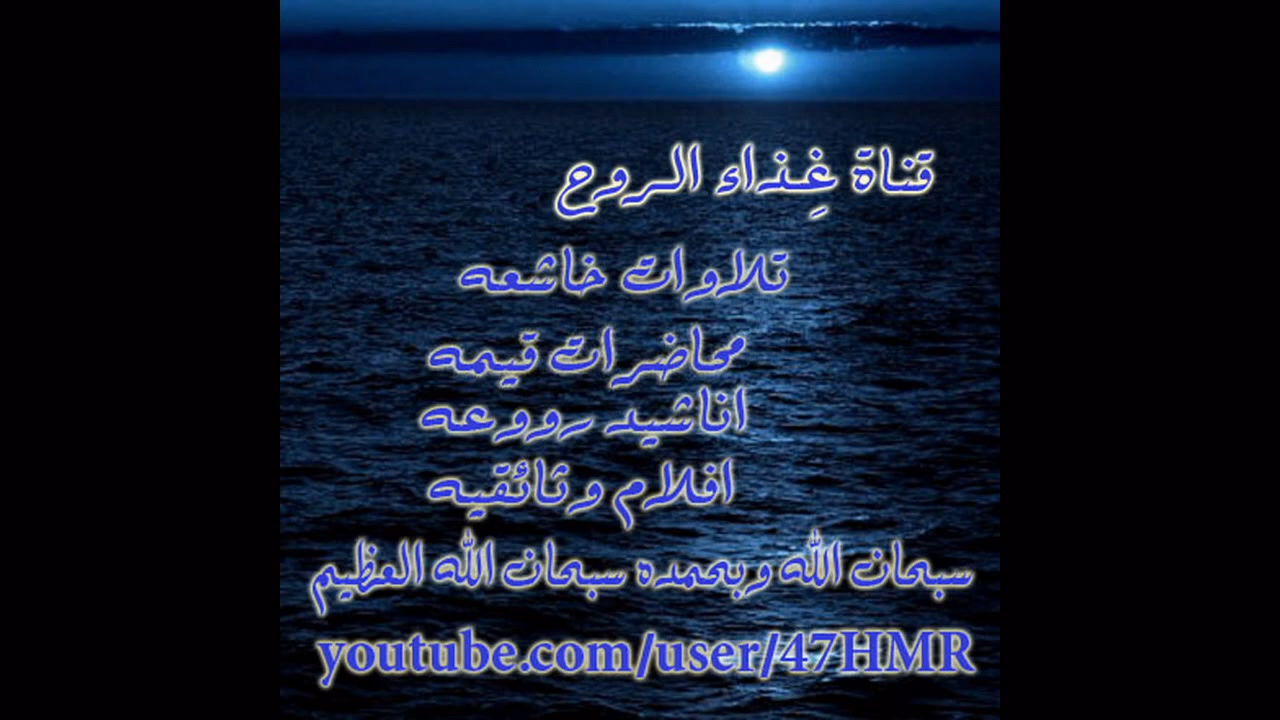 قناة غِذاء الروح
تلاوات خاشعه
محاضرات قيمه
اناشيد رووعه
افلام وثائقيه
سبحان الله وبحمده سبحان الله العظيم
youtube.com/user/47HMR